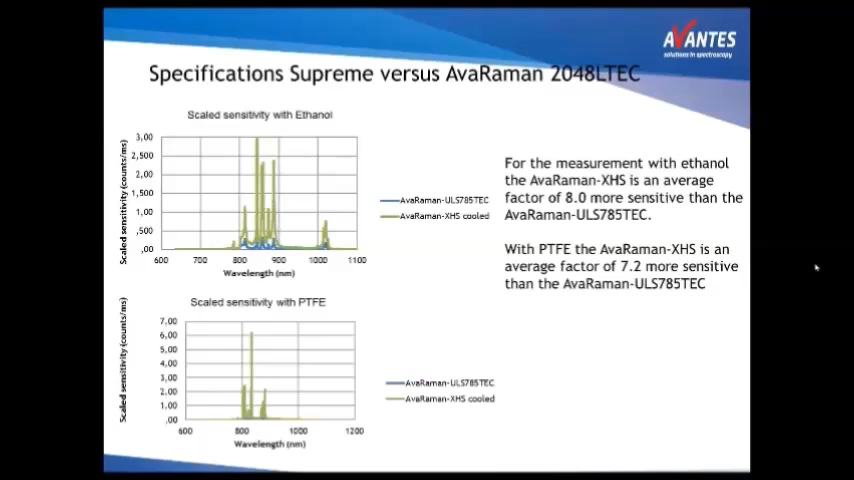 AVANTES
solutions in spectroscopy
Specifications Supreme versus AvaRaman 2048LTEC
Scaled sensitivity with Ethanol
Scaled sensitivity (counts/ms)
3,00
2,500
2,00
1,500
1,00
,500
,00
600 700 800 900 1000 1100
Wavelength (nm)
AvaRaman-ULS785TEC
AvaRaman-XHS cooled
For the measurement with ethanol
the AvaRaman-XHS is an average
factor of 8.0 more sensitive than the
AvaRaman-ULS785TEC.
With PTFE the AvaRaman-XHS is an
average factor of 7.2 more sensitive
than the AvaRaman-ULS785TEC
Scaled sensitivity with PTFE
Scaled sensitivity (counts/ms)
7,00
6,00
5,00
4,00
3,00
2,00
1,00
,00
600 800 1000 1200
Wavelength (nm)
AvaRaman-ULS785TEC
AvaRaman-XHS cooled